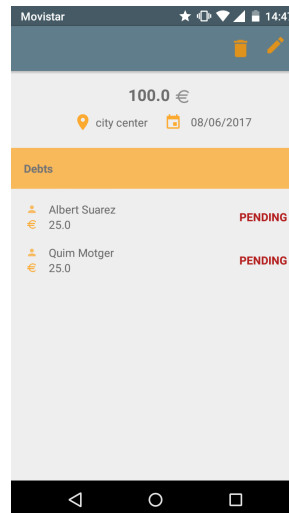 Movistar 14:47
100.0 €
city center 08/06/2017
Debts
Albert Suarez
€ 25.0 PENDING
Quim Motger
€ 25.0 PENDING